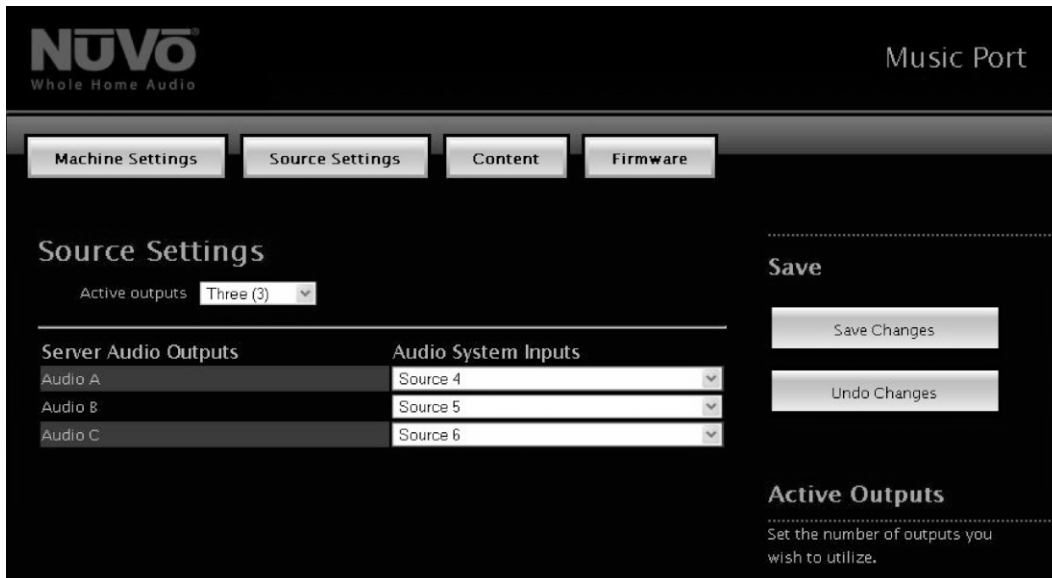 NŪVŌ®
Whole Home Audio
Music Port
Machine Settings
Source Settings
Content
Firmware
Source Settings
Active outputs Three (3)
Server Audio Outputs Audio System Inputs
Audio A Source 4
Audio B Source 5
Audio C Source 6
Save
Save Changes
Undo Changes
Active Outputs
Set the number of outputs you
wish to utilize.